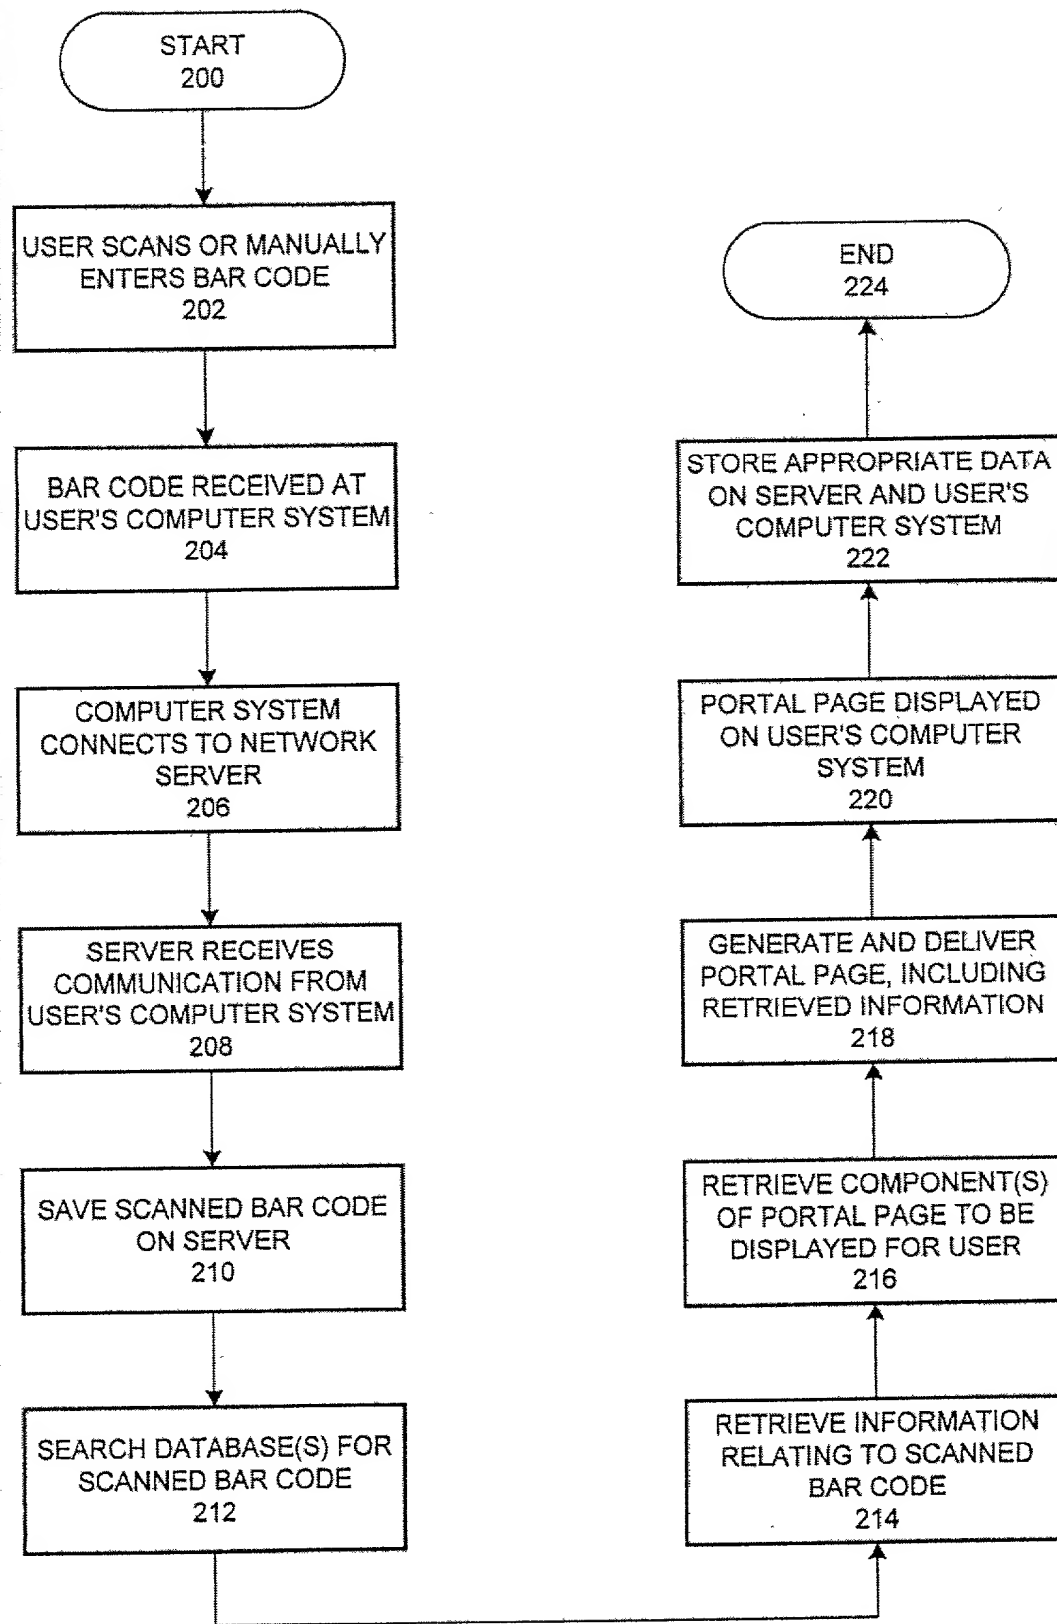 START
200
USER SCANS OR MANUALLY
ENTERS BAR CODE
202
BAR CODE RECEIVED AT
USER'S COMPUTER SYSTEM
204
COMPUTER SYSTEM
CONNECTS TO NETWORK
SERVER
206
SERVER RECEIVES
COMMUNICATION FROM
USER'S COMPUTER SYSTEM
208
SAVE SCANNED BAR CODE
ON SERVER
210
SEARCH DATABASE(S) FOR
SCANNED BAR CODE
212
RETRIEVE INFORMATION
RELATING TO SCANNED
BAR CODE
214
RETRIEVE COMPONENT(S)
OF PORTAL PAGE TO BE
DISPLAYED FOR USER
216
GENERATE AND DELIVER
PORTAL PAGE, INCLUDING
RETRIEVED INFORMATION
218
PORTAL PAGE DISPLAYED
ON USER'S COMPUTER
SYSTEM
220
STORE APPROPRIATE DATA
ON SERVER AND USER'S
COMPUTER SYSTEM
222
END
224